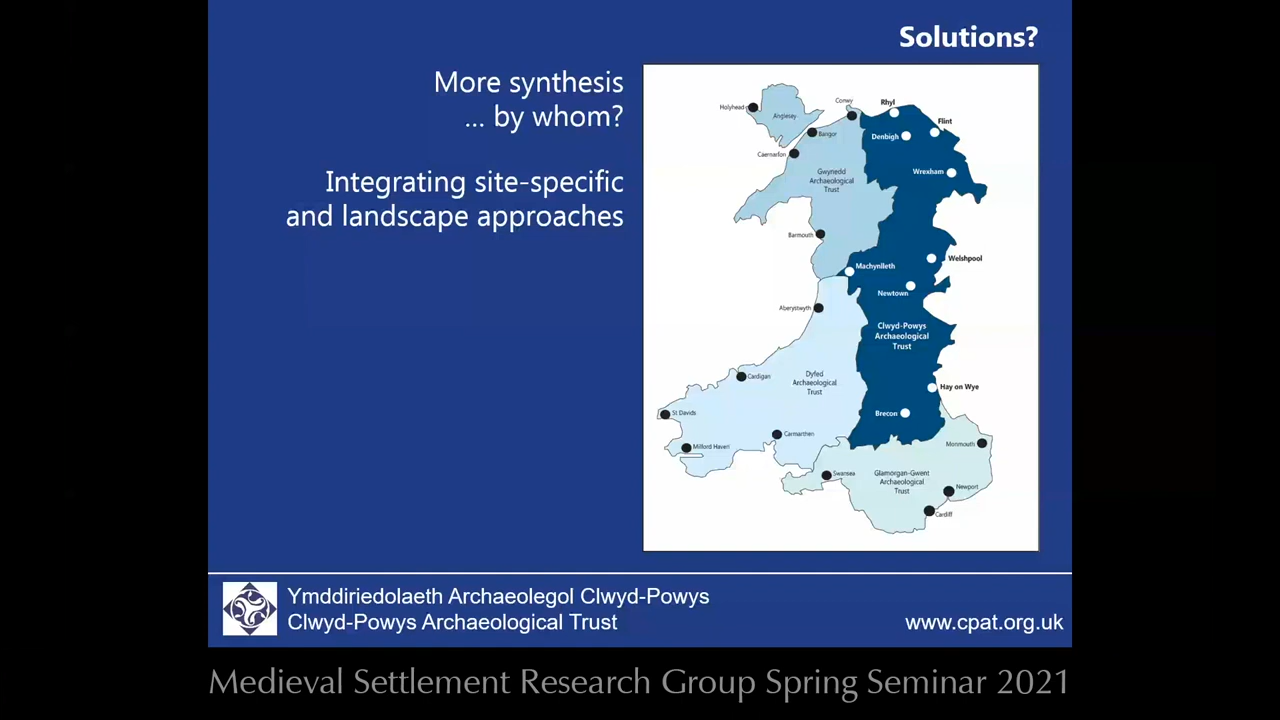 Solutions?
More synthesis
... by whom?
Integrating site-specific
and landscape approaches
Holyhead
Anglesey
Conwy
Rhyl
Flint
Bangor
Denbigh
Caernarfon
Wrexham
Gwynedd
Archaeological
Trust
Barmouth
Machynlleth
Welshpool
Newtown
Aberystwyth
Clwyd-Powys
Archaeological
Trust
Cardigan
Dyfed
Archaeological
Trust
Hay on Wye
St Davids
Brecon
Carmarthen
Milford Haven
Monmouth
Swansea
Glamorgan-Gwent
Archaeological
Trust
Newport
Cardiff
Ymddiriedolaeth Archaeolegol Clwyd-Powys
Clwyd-Powys Archaeological Trust
www.cpat.org.uk
Medieval Settlement Research Group Spring Seminar 2021